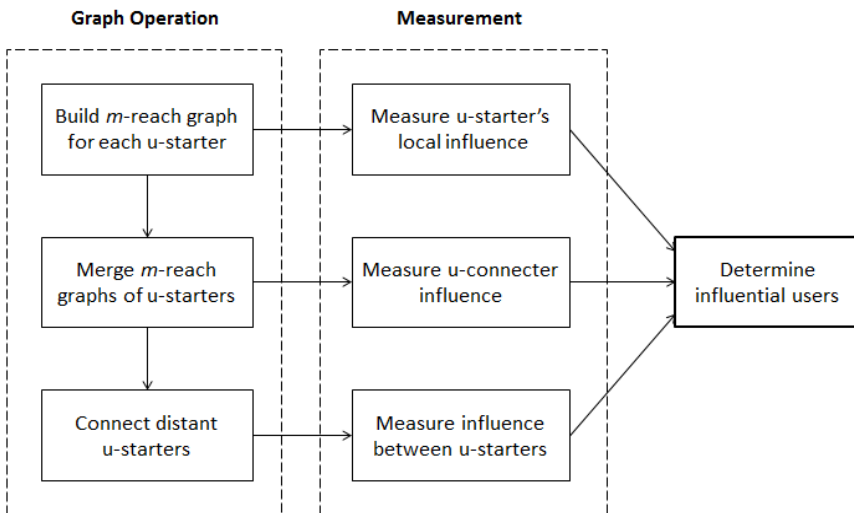 Graph Operation
Measurement
Build m-reach graph
for each u-starter
Measure u-starter's
local influence
Merge m-reach
graphs of u-starters
Measure u-connecter
influence
Determine
influential users
Connect distant
u-starters
Measure influence
between u-starters